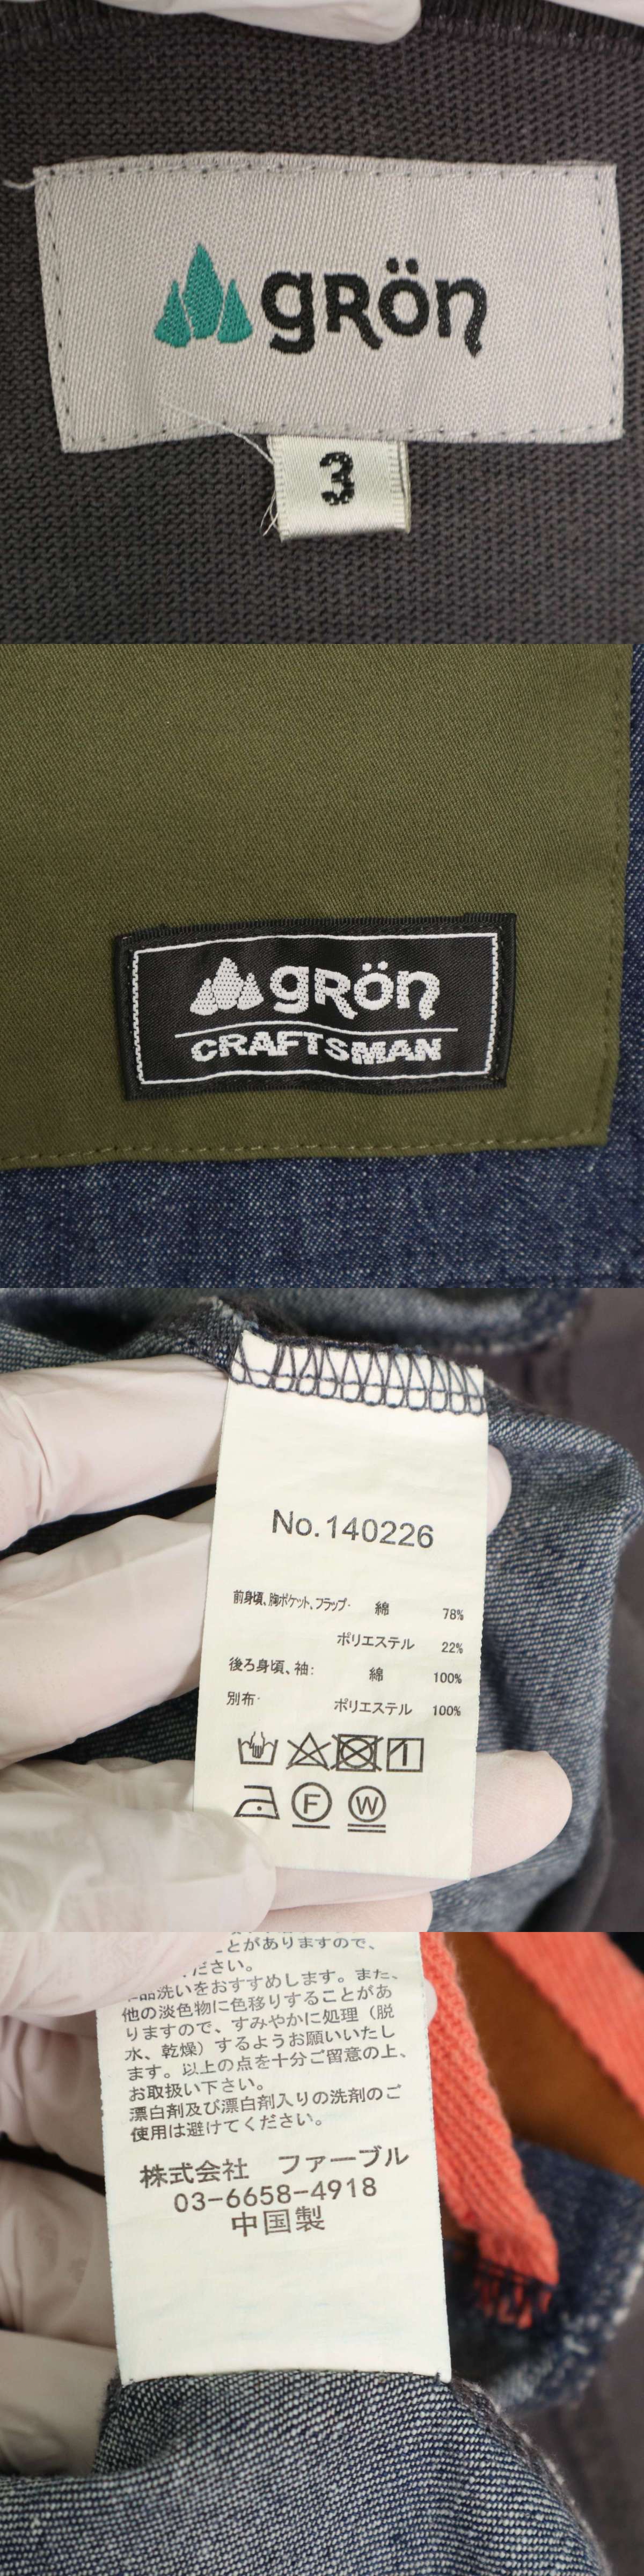 grön
3
grön
CRAFTSMAN
No.140226
前身頃、胸ポケット、フラップ: 綿 78%
ポリエステル 22%
後ろ身頃、袖: 綿 100%
別布: ポリエステル 100%
1
F W
ことがありますので、
ださい。
品洗いをおすすめします。また、
他の淡色物に色移りすることがあ
りますので、すみやかに処理（脱
水、乾燥）するようお願いいたし
ます。以上の点を十分ご留意の上、
お取扱い下さい。
漂白剤及び漂白剤入りの洗剤のご
使用は避けてください。
株式会社 ファーブル
03-6658-4918
中国製